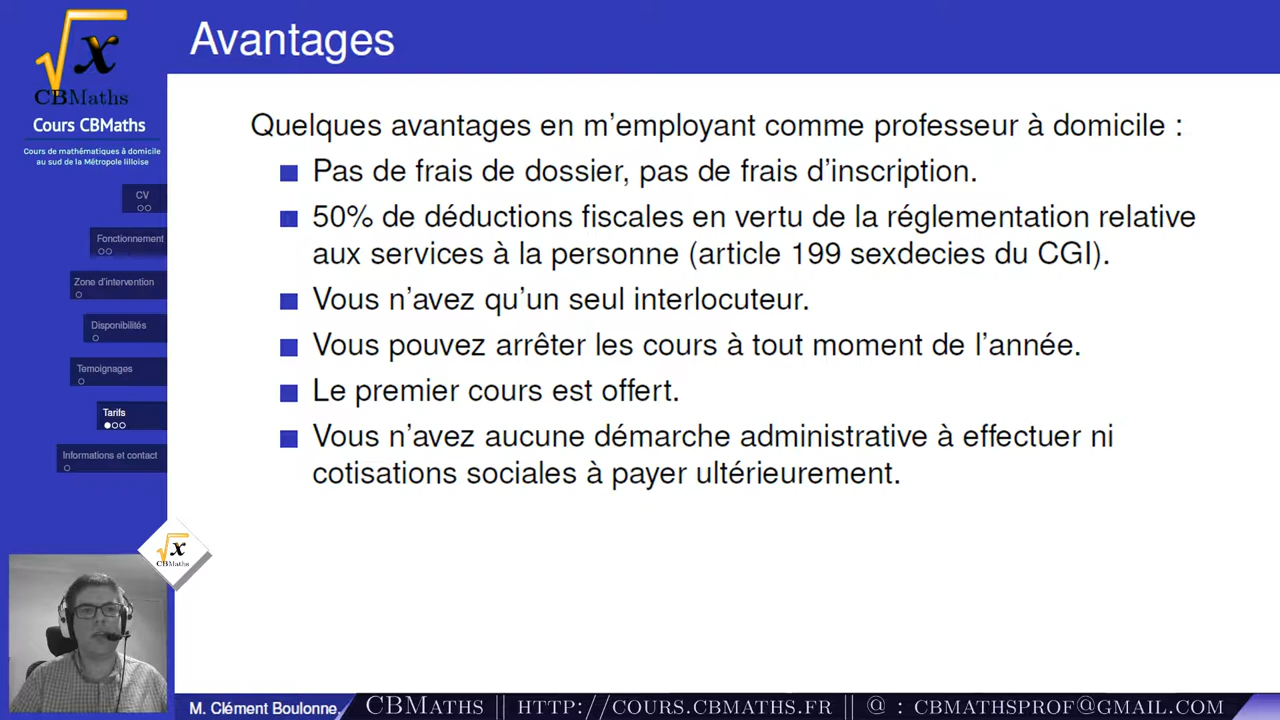 √x
CBMaths
Cours CBMaths
Cours de mathématiques à domicile
au sud de la Métropole lilloise
CV
Fonctionnement
Zone d'intervention
Disponibilités
Temoignages
Tarifs
Informations et contact
Avantages
Quelques avantages en m'employant comme professeur à domicile :
Pas de frais de dossier, pas de frais d'inscription.
50% de déductions fiscales en vertu de la réglementation relative
aux services à la personne (article 199 sexdecies du CGI).
Vous n'avez qu'un seul interlocuteur.
Vous pouvez arrêter les cours à tout moment de l'année.
Le premier cours est offert.
Vous n'avez aucune démarche administrative à effectuer ni
cotisations sociales à payer ultérieurement.
√x
CBMaths
M. Clément Boulonne, CBMATHS || HTTP://COURS.CBMATHS.FR || @ : CBMATHSPROF@GMAIL.COM